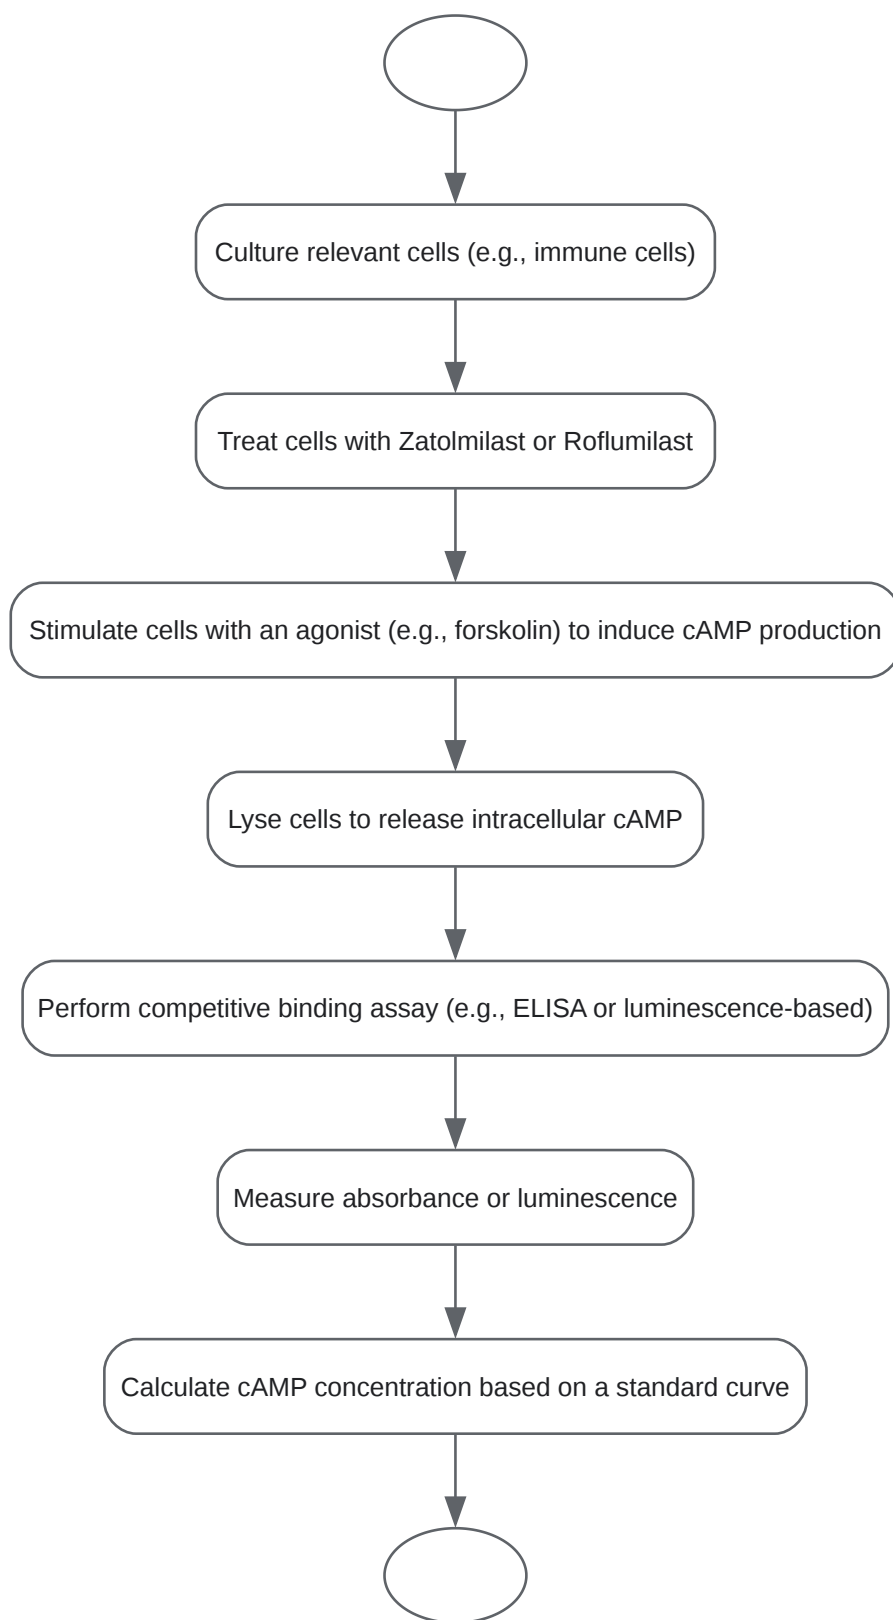 Culture relevant cells (e.g., immune cells)
Treat cells with Zatolmilast or Roflumilast
Stimulate cells with an agonist (e.g., forskolin) to induce cAMP production
Lyse cells to release intracellular cAMP
Perform competitive binding assay (e.g., ELISA or luminescence-based)
Measure absorbance or luminescence
Calculate cAMP concentration based on a standard curve